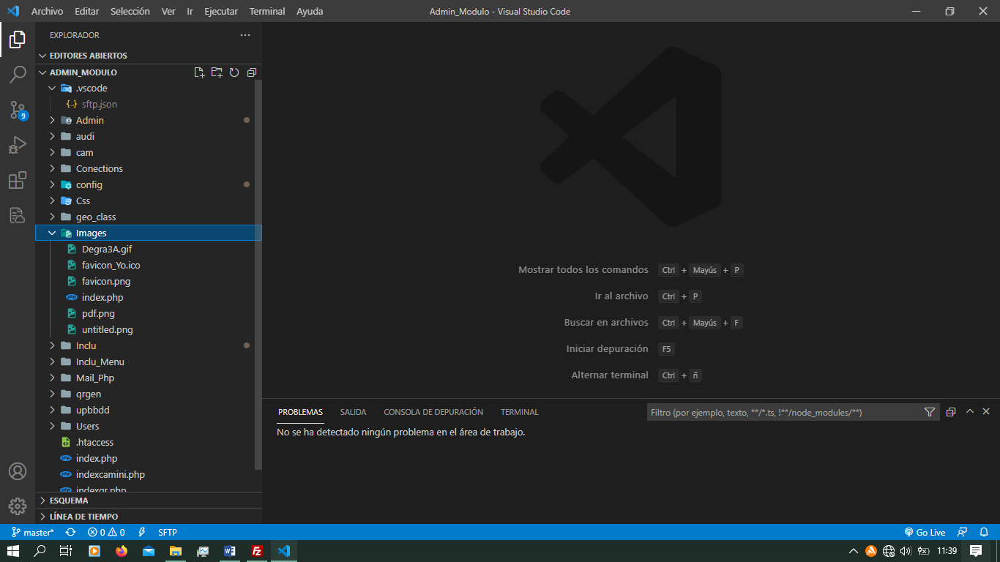 Archivo Editar Selección Ver Ir Ejecutar Terminal Ayuda Admin_Modulo - Visual Studio Code
EXPLORADOR
EDITORES ABIERTOS
ADMIN_MODULO
.vscode
{..} sftp.json
Admin
audi
cam
Conections
config
Css
geo_class
Images
Degra3A.gif
favicon_Yo.ico
favicon.png
php index.php
pdf.png
untitled.png
Inclu
Inclu_Menu
Mail_Php
qrgen
upbbdd
Users
.htaccess
php index.php
php indexcamini.php
php indexqr.php
ESQUEMA
LÍNEA DE TIEMPO
9
Mostrar todos los comandos Ctrl + Mayús + P
Ir al archivo Ctrl + P
Buscar en archivos Ctrl + Mayús + F
Iniciar depuración F5
Alternar terminal Ctrl + ñ
PROBLEMAS SALIDA CONSOLA DE DEPURACIÓN TERMINAL Filtro (por ejemplo, texto, **/*.ts, !**/node_modules/**)
No se ha detectado ningún problema en el área de trabajo.
master* 0 0 SFTP Go Live
11:39